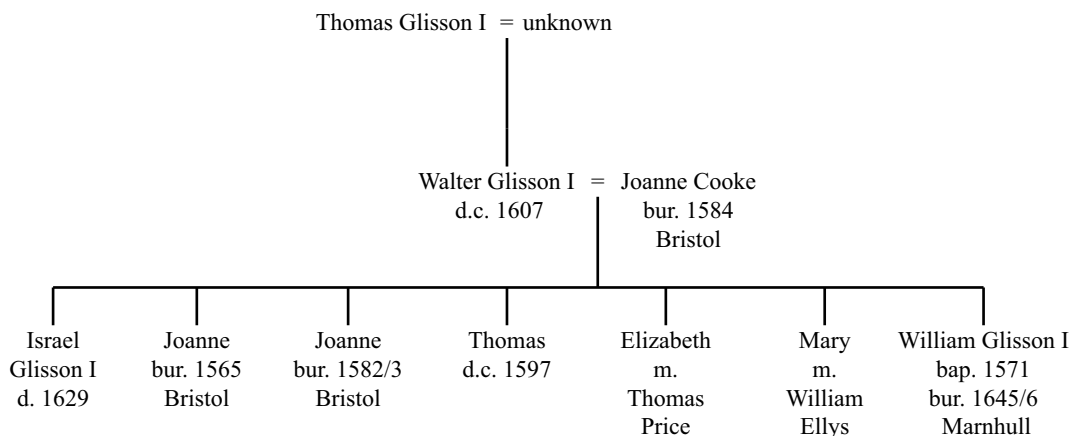 Thomas Glisson I = unknown
Walter Glisson I = Joanne Cooke
d.c. 1607 bur. 1584
Bristol
Israel Joanne Joanne Thomas Elizabeth Mary William Glisson I
Glisson I bur. 1565 bur. 1582/3 d.c. 1597 m. m. bap. 1571
d. 1629 Bristol Bristol Thomas William bur. 1645/6
Price Ellys Marnhull